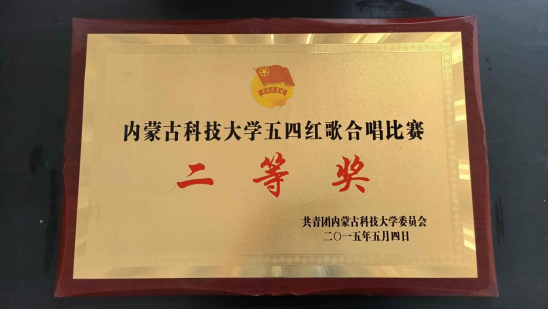 内蒙古科技大学五四红歌合唱比赛
二等奖
共青团内蒙古科技大学委员会
二〇一五年五月四日